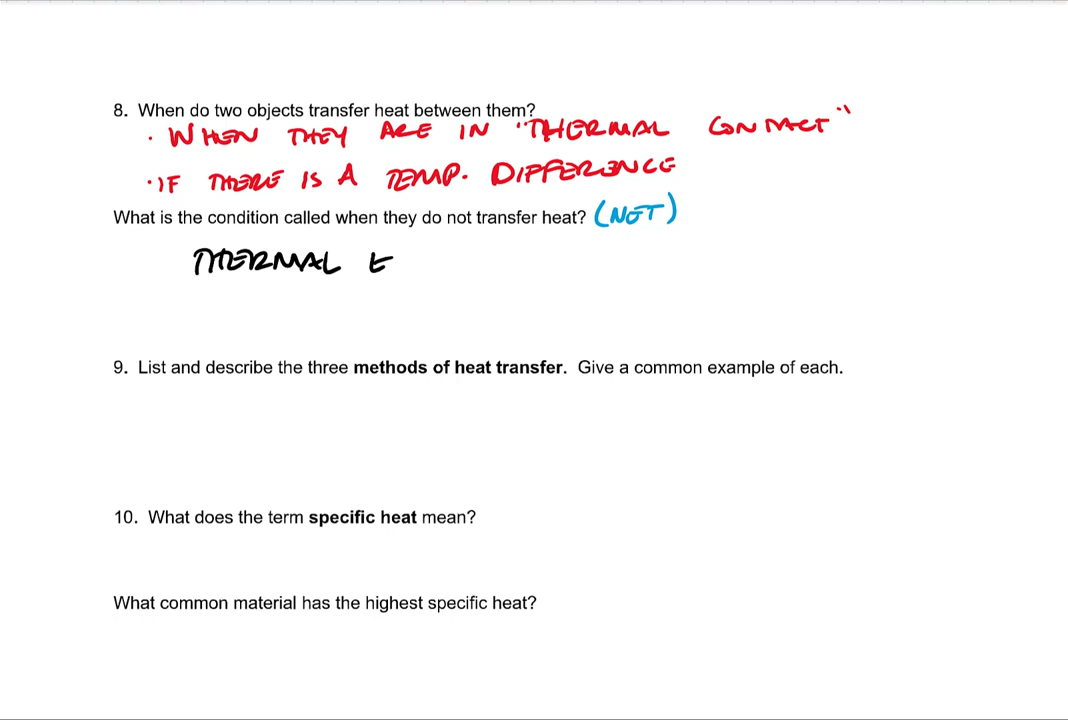 8. When do two objects transfer heat between them?
· WHEN THEY ARE IN "THERMAL CONTACT"
· IF THERE IS A TEMP. DIFFERENCE
What is the condition called when they do not transfer heat? (NOT)
THERMAL E
9. List and describe the three methods of heat transfer. Give a common example of each.
10. What does the term specific heat mean?
What common material has the highest specific heat?